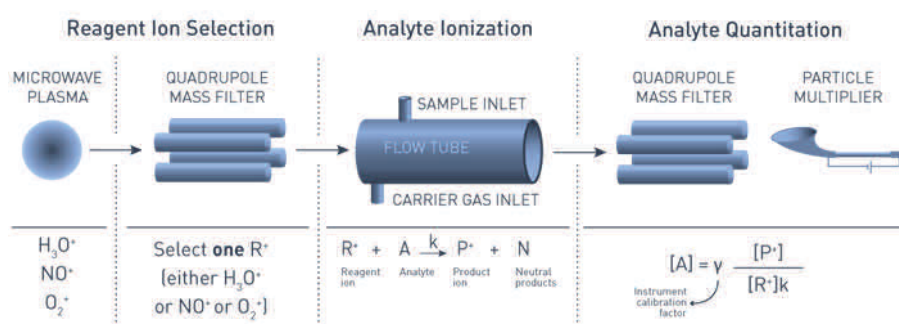 Reagent Ion Selection
Analyte Ionization
Analyte Quantitation
MICROWAVE
PLASMA
QUADRUPOLE
MASS FILTER
SAMPLE INLET
FLOW TUBE
CARRIER GAS INLET
QUADRUPOLE
MASS FILTER
PARTICLE
MULTIPLIER
H₃O⁺
NO⁺
O₂⁺
Select one R⁺
(either H₃O⁺
or NO⁺ or O₂⁺)
R⁺ + A k→ P⁺ + N
Reagent ion
Analyte
Product ion
Neutral products
[A] = γ [P⁺] / [R⁺]k
Instrument
calibration
factor